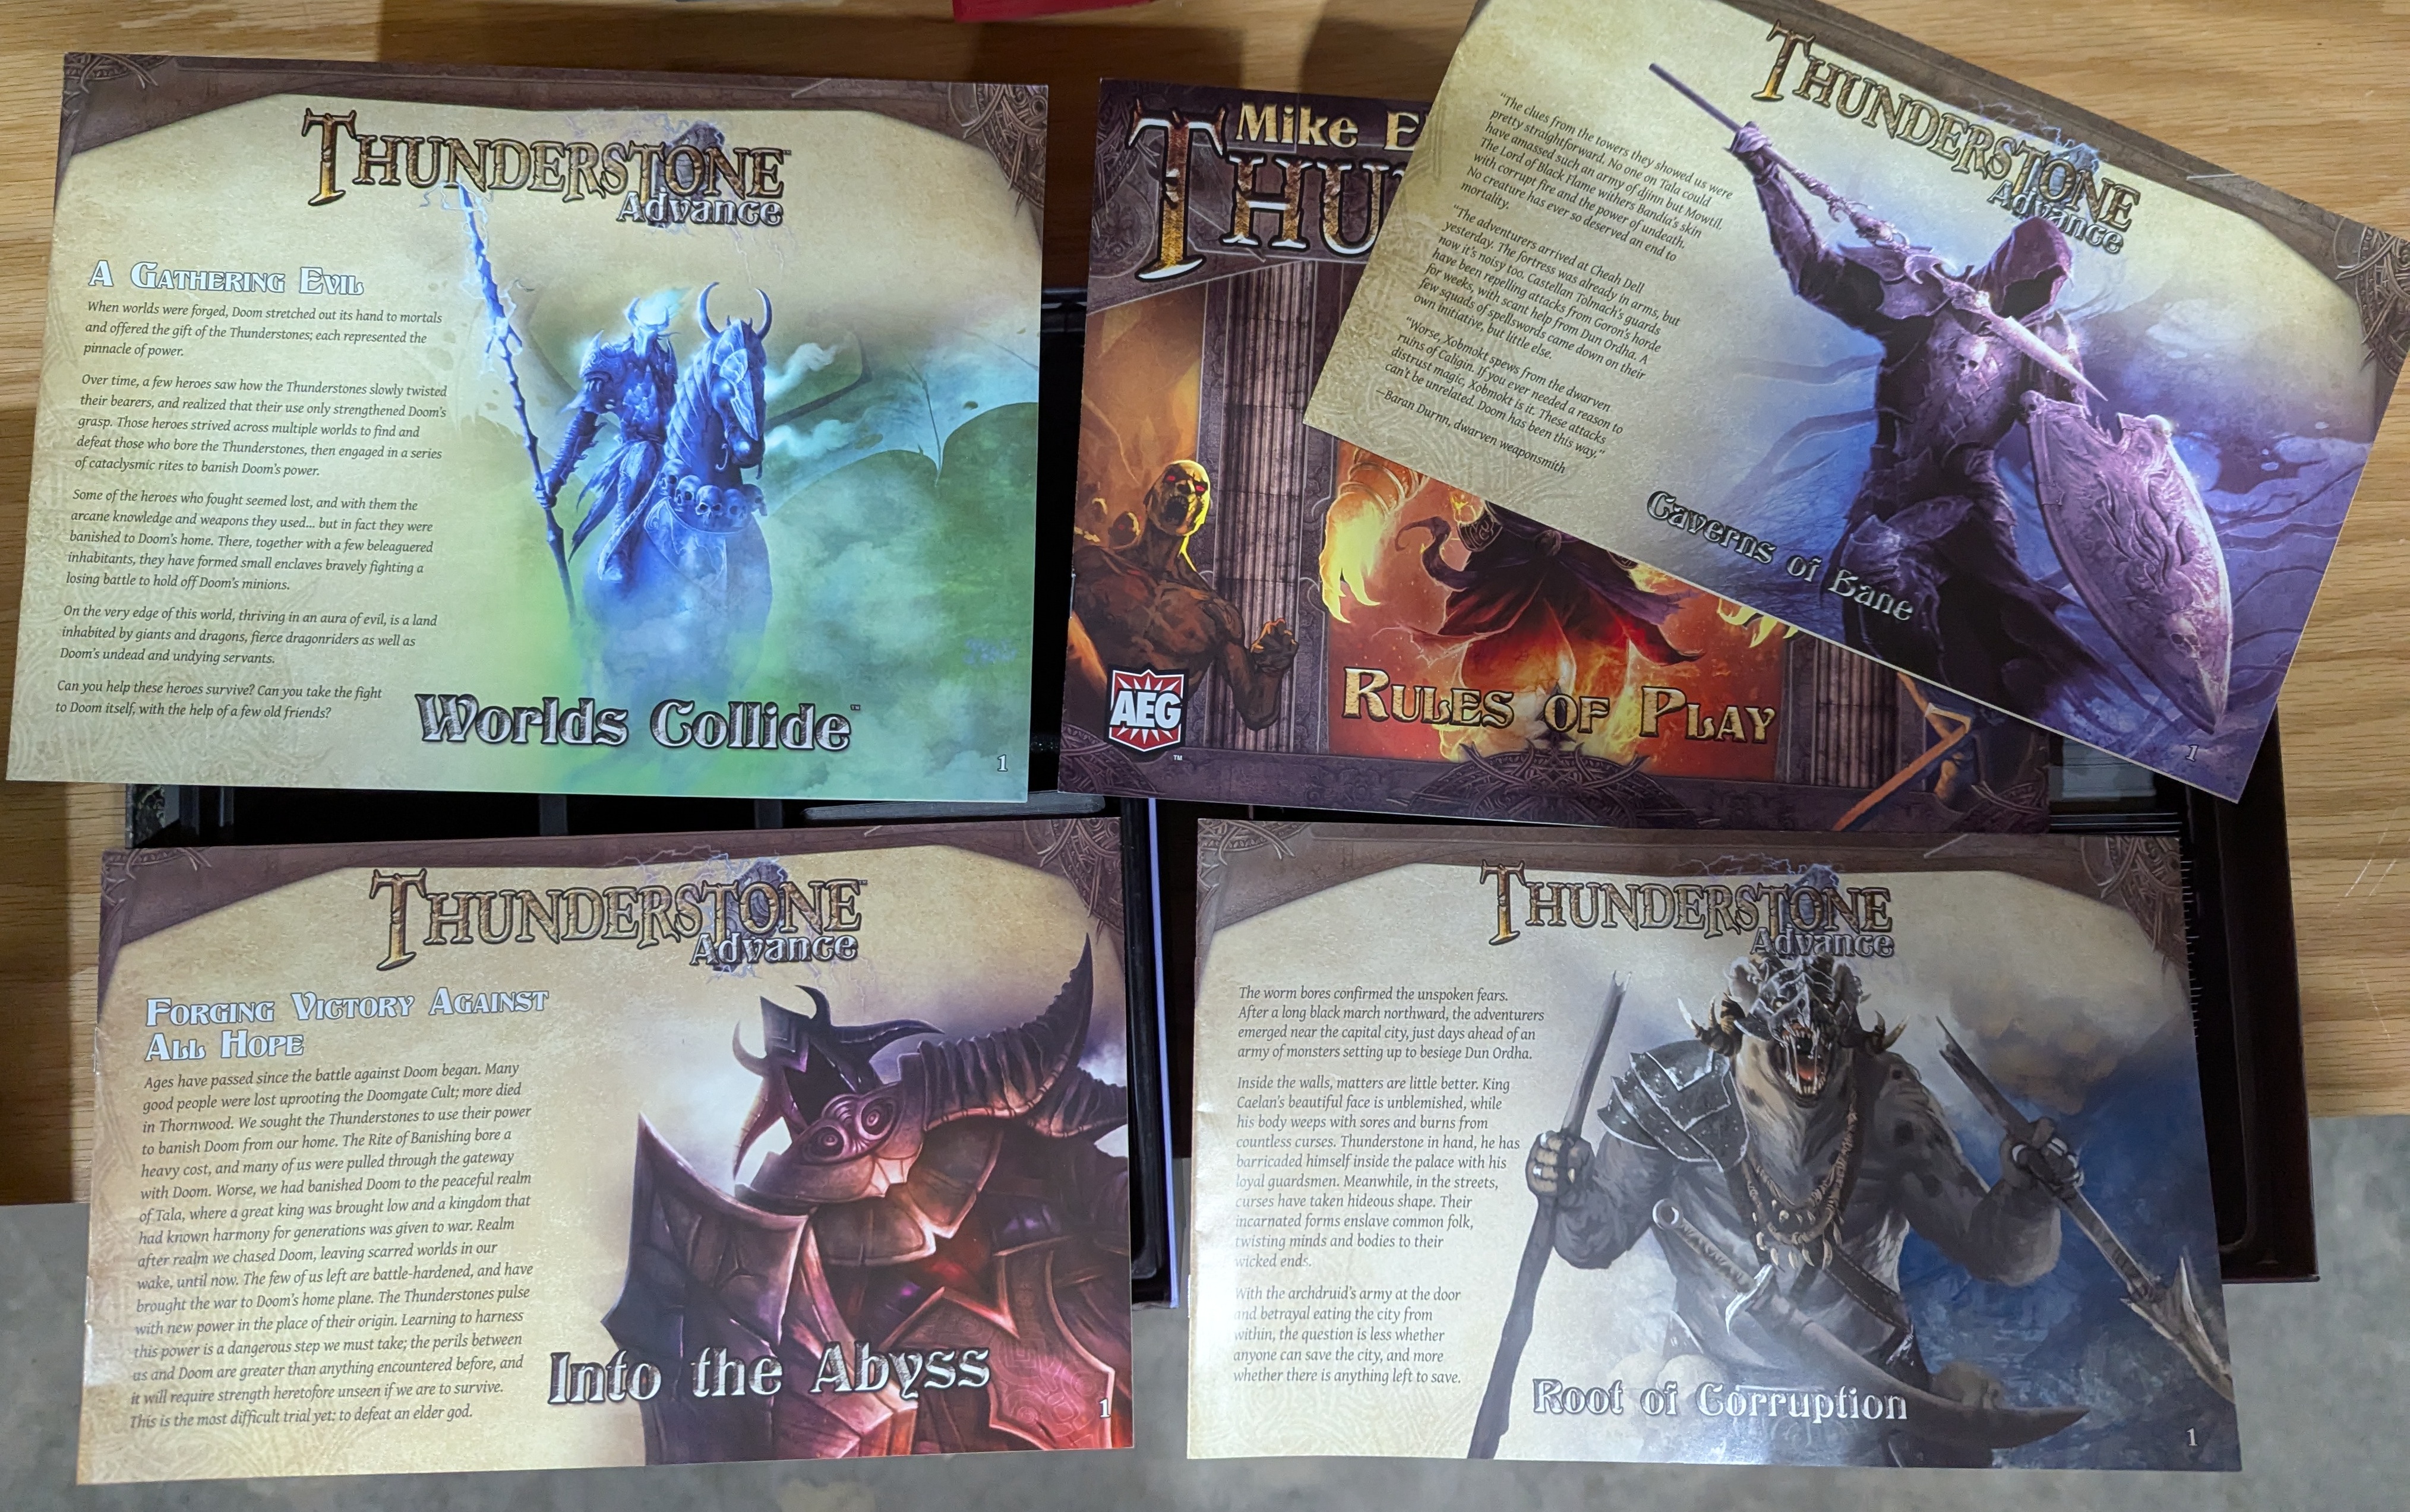 THUNDERSTONE™
Advance
A GATHERING EVIL
When worlds were forged, Doom stretched out its hand to mortals
and offered the gift of the Thunderstones; each represented the
pinnacle of power.
Over time, a few heroes saw how the Thunderstones slowly twisted
their bearers, and realized that their use only strengthened Doom's
grasp. Those heroes strived across multiple worlds to find and
defeat those who bore the Thunderstones, then engaged in a series
of cataclysmic rites to banish Doom's power.
Some of the heroes who fought seemed lost, and with them the
arcane knowledge and weapons they used... but in fact they were
banished to Doom's home. There, together with a few beleaguered
inhabitants, they have formed small enclaves bravely fighting a
losing battle to hold off Doom's minions.
On the very edge of this world, thriving in an aura of evil, is a land
inhabited by giants and dragons, fierce dragonriders as well as
Doom's undead and undying servants.
Can you help these heroes survive? Can you take the fight
to Doom itself, with the help of a few old friends?
Worlds Collide™
1
Mike
THU
AEG
™
RULES OF PLAY
THUNDERSTONE
Advance
"The clues from the towers they showed us were
pretty straightforward. No one on Tala could
have amassed such an army of djinn but Mowtil.
The Lord of Black Flame withers Bandia's skin
with corrupt fire and the power of undeath.
No creature has ever so deserved an end to
mortality.
"The adventurers arrived at Cheah Dell
yesterday. The fortress was already in arms, but
now it's noisy too. Castellan Tolmach's guards
have been repelling attacks from Goron's horde
for weeks, with scant help from Dun Ordha. A
few squads of spellswords came down on their
own initiative, but little else.
"Worse, Xobmokt spews from the dwarven
ruins of Caligin. If you ever needed a reason to
distrust magic, Xobmokt is it. These attacks
can't be unrelated. Doom has been this way."
—Baran Durnn, dwarven weaponsmith
Caverns of Bane
1
THUNDERSTONE™
Advance
FORGING VICTORY AGAINST
ALL HOPE
Ages have passed since the battle against Doom began. Many
good people were lost uprooting the Doomgate Cult; more died
in Thornwood. We sought the Thunderstones to use their power
to banish Doom from our home. The Rite of Banishing bore a
heavy cost, and many of us were pulled through the gateway
with Doom. Worse, we had banished Doom to the peaceful realm
of Tala, where a great king was brought low and a kingdom that
had known harmony for generations was given to war. Realm
after realm we chased Doom, leaving scarred worlds in our
wake, until now. The few of us left are battle-hardened, and have
brought the war to Doom's home plane. The Thunderstones pulse
with new power in the place of their origin. Learning to harness
this power is a dangerous step we must take; the perils between
us and Doom are greater than anything encountered before, and
it will require strength heretofore unseen if we are to survive.
This is the most difficult trial yet: to defeat an elder god.
Into the Abyss
1
THUNDERSTONE
Advance
The worm bores confirmed the unspoken fears.
After a long black march northward, the adventurers
emerged near the capital city, just days ahead of an
army of monsters setting up to besiege Dun Ordha.
Inside the walls, matters are little better. King
Caelan's beautiful face is unblemished, while
his body weeps with sores and burns from
countless curses. Thunderstone in hand, he has
barricaded himself inside the palace with his
loyal guardsmen. Meanwhile, in the streets,
curses have taken hideous shape. Their
incarnated forms enslave common folk,
twisting minds and bodies to their
wicked ends.
With the archdruid's army at the door
and betrayal eating the city from
within, the question is less whether
anyone can save the city, and more
whether there is anything left to save.
Root of Corruption
1